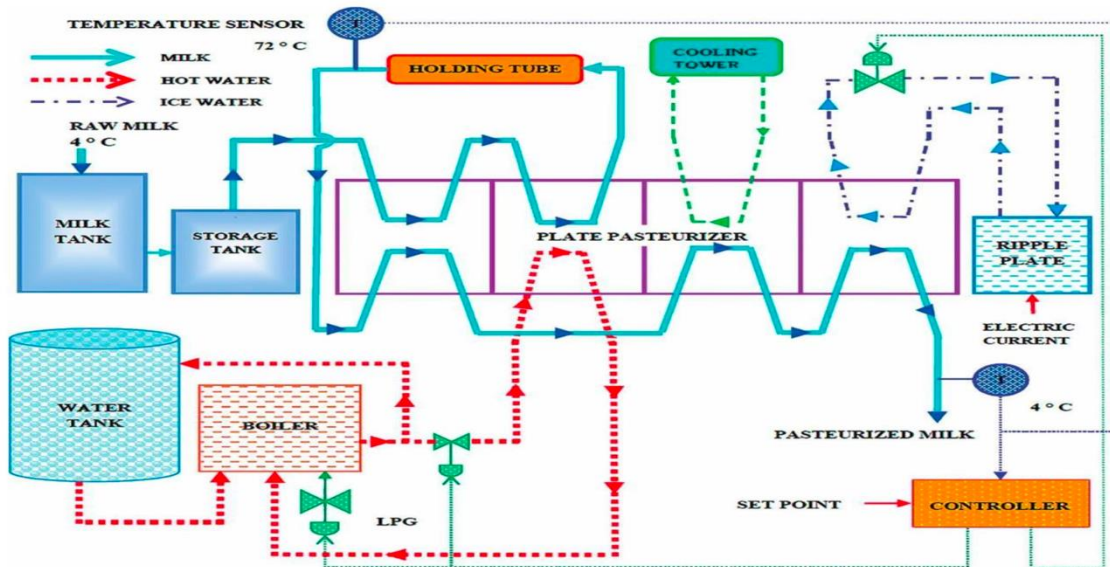 TEMPERATURE SENSOR
T
72 ° C
MILK
HOLDING TUBE
COOLING
TOWER
HOT WATER
ICE WATER
RAW MILK
4 ° C
MILK
TANK
STORAGE
TANK
PLATE PASTEURIZER
RIPPLE
PLATE
ELECTRIC
CURRENT
WATER
TANK
BOILER
T
4 ° C
PASTEURIZED MILK
LPG
SET POINT
CONTROLLER